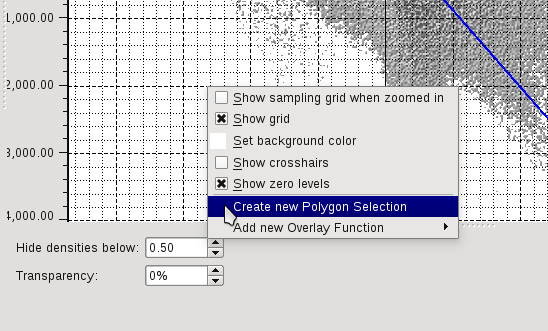 1,000.00
2,000.00
3,000.00
4,000.00
Show sampling grid when zoomed in
Show grid
Set background color
Show crosshairs
Show zero levels
Create new Polygon Selection
Add new Overlay Function
Hide densities below: 0.50
Transparency: 0%